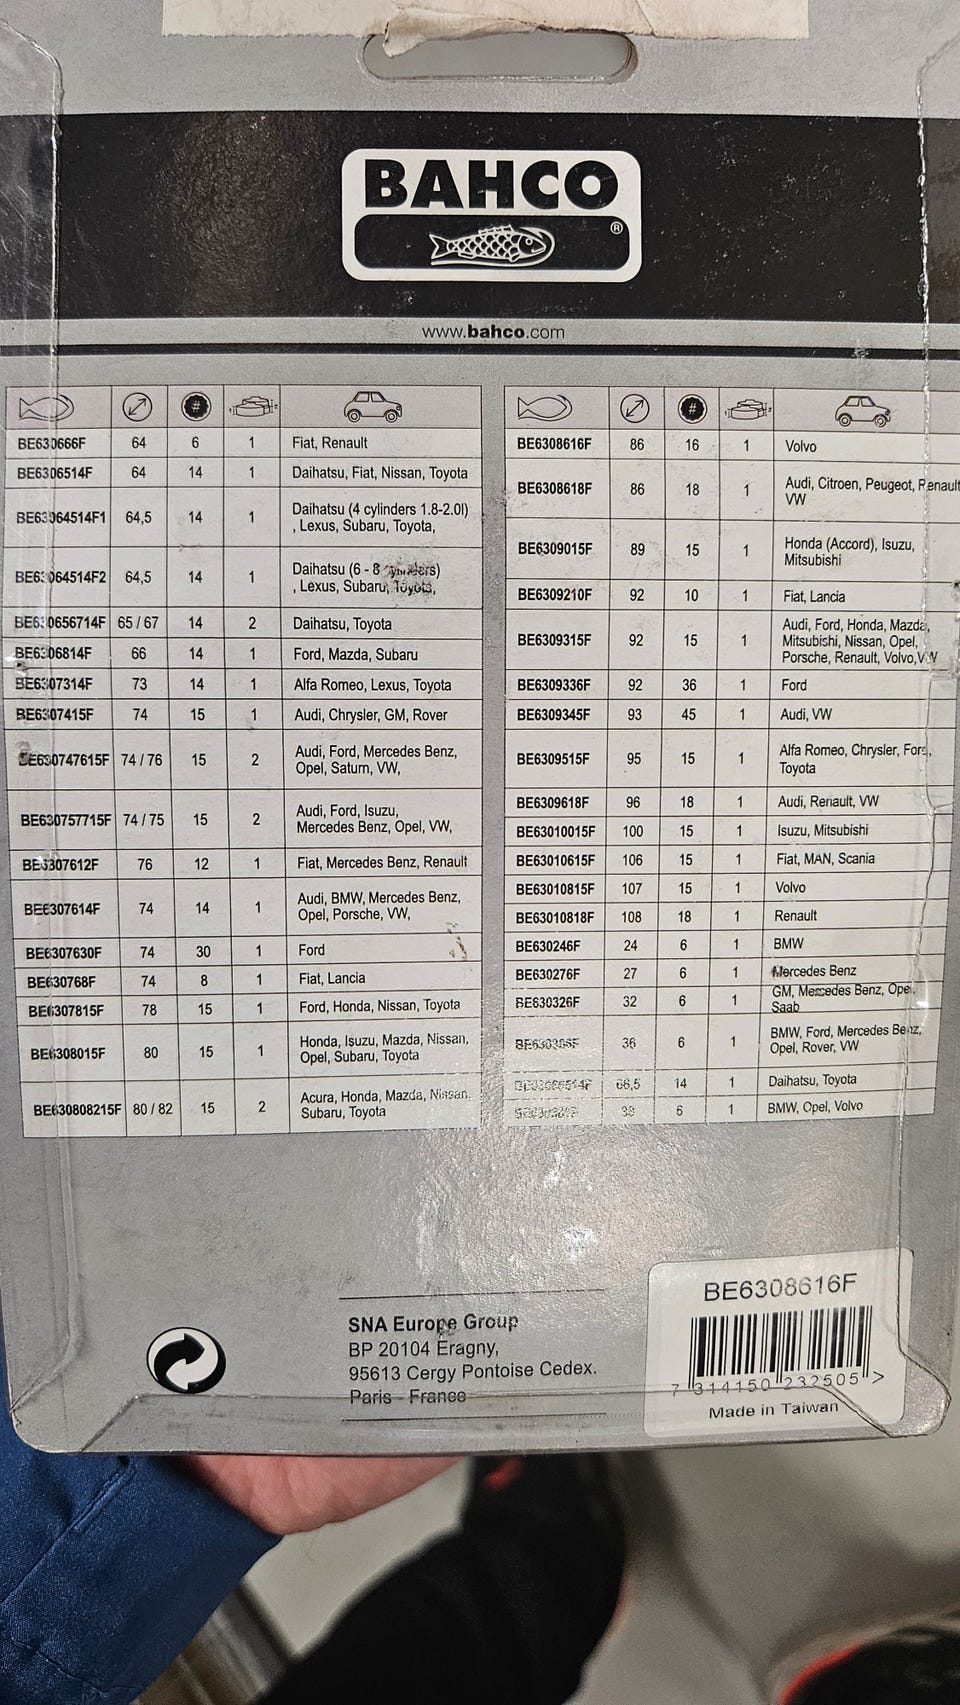 BAHCO
®
www.bahco.com
#
1 2
BE630666F 64 6 1 Fiat, Renault
BE6306514F 64 14 1 Daihatsu, Fiat, Nissan, Toyota
BE63064514F1 64,5 14 1 Daihatsu (4 cylinders 1.8-2.0l)
, Lexus, Subaru, Toyota,
BE63064514F2 64,5 14 1 Daihatsu (6 - 8 cylinders)
, Lexus, Subaru, Toyota,
BE630656714F 65 / 67 14 2 Daihatsu, Toyota
BE6306814F 66 14 1 Ford, Mazda, Subaru
BE6307314F 73 14 1 Alfa Romeo, Lexus, Toyota
BE6307415F 74 15 1 Audi, Chrysler, GM, Rover
BE630747615F 74 / 76 15 2 Audi, Ford, Mercedes Benz,
Opel, Saturn, VW,
BE630757715F 74 / 75 15 2 Audi, Ford, Isuzu,
Mercedes Benz, Opel, VW,
BE6307612F 76 12 1 Fiat, Mercedes Benz, Renault
BE6307614F 74 14 1 Audi, BMW, Mercedes Benz,
Opel, Porsche, VW,
BE6307630F 74 30 1 Ford
BE630768F 74 8 1 Fiat, Lancia
BE6307815F 78 15 1 Ford, Honda, Nissan, Toyota
BE6308015F 80 15 1 Honda, Isuzu, Mazda, Nissan,
Opel, Subaru, Toyota
BE630808215F 80 / 82 15 2 Acura, Honda, Mazda, Nissan,
Subaru, Toyota
#
1 2
BE6308616F 86 16 1 Volvo
BE6308618F 86 18 1 Audi, Citroen, Peugeot, Renault
VW
BE6309015F 89 15 1 Honda (Accord), Isuzu,
Mitsubishi
BE6309210F 92 10 1 Fiat, Lancia
BE6309315F 92 15 1 Audi, Ford, Honda, Mazda,
Mitsubishi, Nissan, Opel,
Porsche, Renault, Volvo,VW
BE6309336F 92 36 1 Ford
BE6309345F 93 45 1 Audi, VW
BE6309515F 95 15 1 Alfa Romeo, Chrysler, Ford,
Toyota
BE6309618F 96 18 1 Audi, Renault, VW
BE63010015F 100 15 1 Isuzu, Mitsubishi
BE63010615F 106 15 1 Fiat, MAN, Scania
BE63010815F 107 15 1 Volvo
BE63010818F 108 18 1 Renault
BE630246F 24 6 1 BMW
BE630276F 27 6 1 Mercedes Benz
BE630326F 32 6 1 GM, Mercedes Benz, Opel,
Saab
36 6 1 BMW, Ford, Mercedes Benz,
Opel, Rover, VW
66,5 14 1 Daihatsu, Toyota
6 1 BMW, Opel, Volvo
SNA Europe Group
BP 20104 Eragny,
95613 Cergy Pontoise Cedex.
Paris - France
BE6308616F
7 314150 232505 >
Made in Taiwan